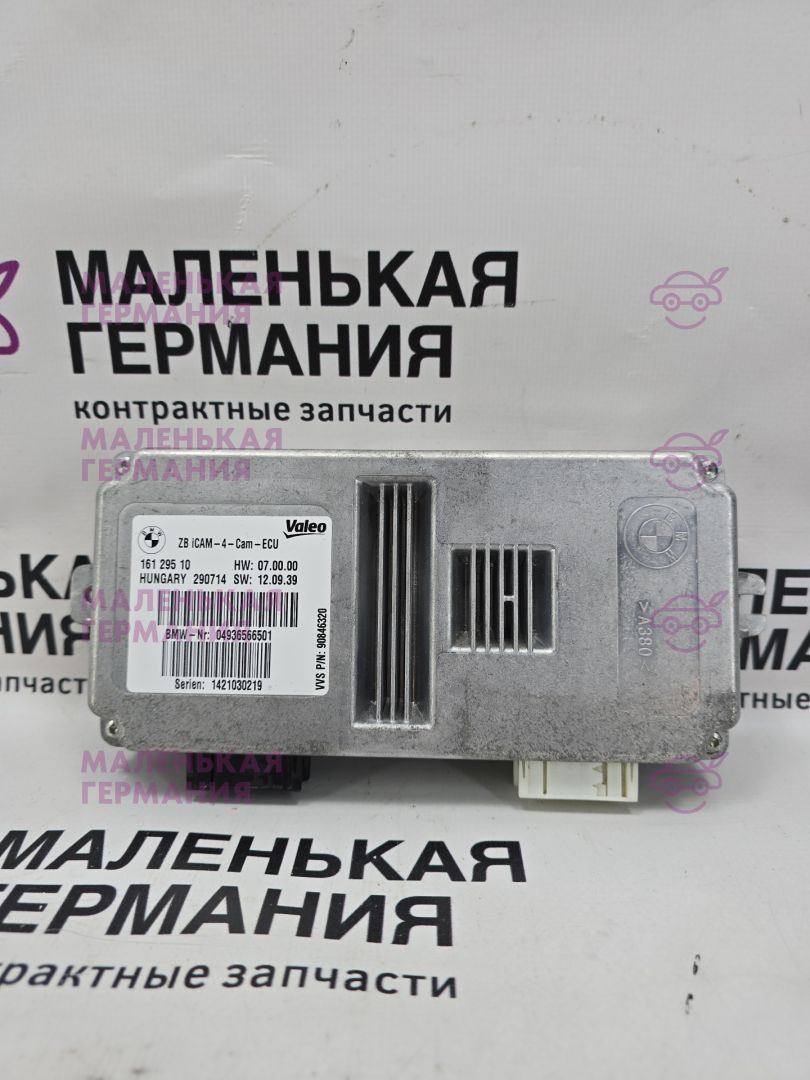 МАЛЕНЬКАЯ
ГЕРМАНИЯ
контрактные запчасти
МАЛЕНЬКАЯ
ГЕРМАНИЯ
МАЛЕНЬКАЯ
ГЕРМАНИЯ
BMW
ZB iCAM-4-Cam-ECU
Valeo
161 295 10 HW: 07.00.00
HUNGARY 290714 SW: 12.09.39
BMW-Nr: 04936566501
Serien: 1421030219
VVS P/N: 90846320
BMW
>A380
МАЛЕНЬКАЯ
ГЕРМАНИЯ
МАЛЕНЬКАЯ
ГЕРМАНИЯ